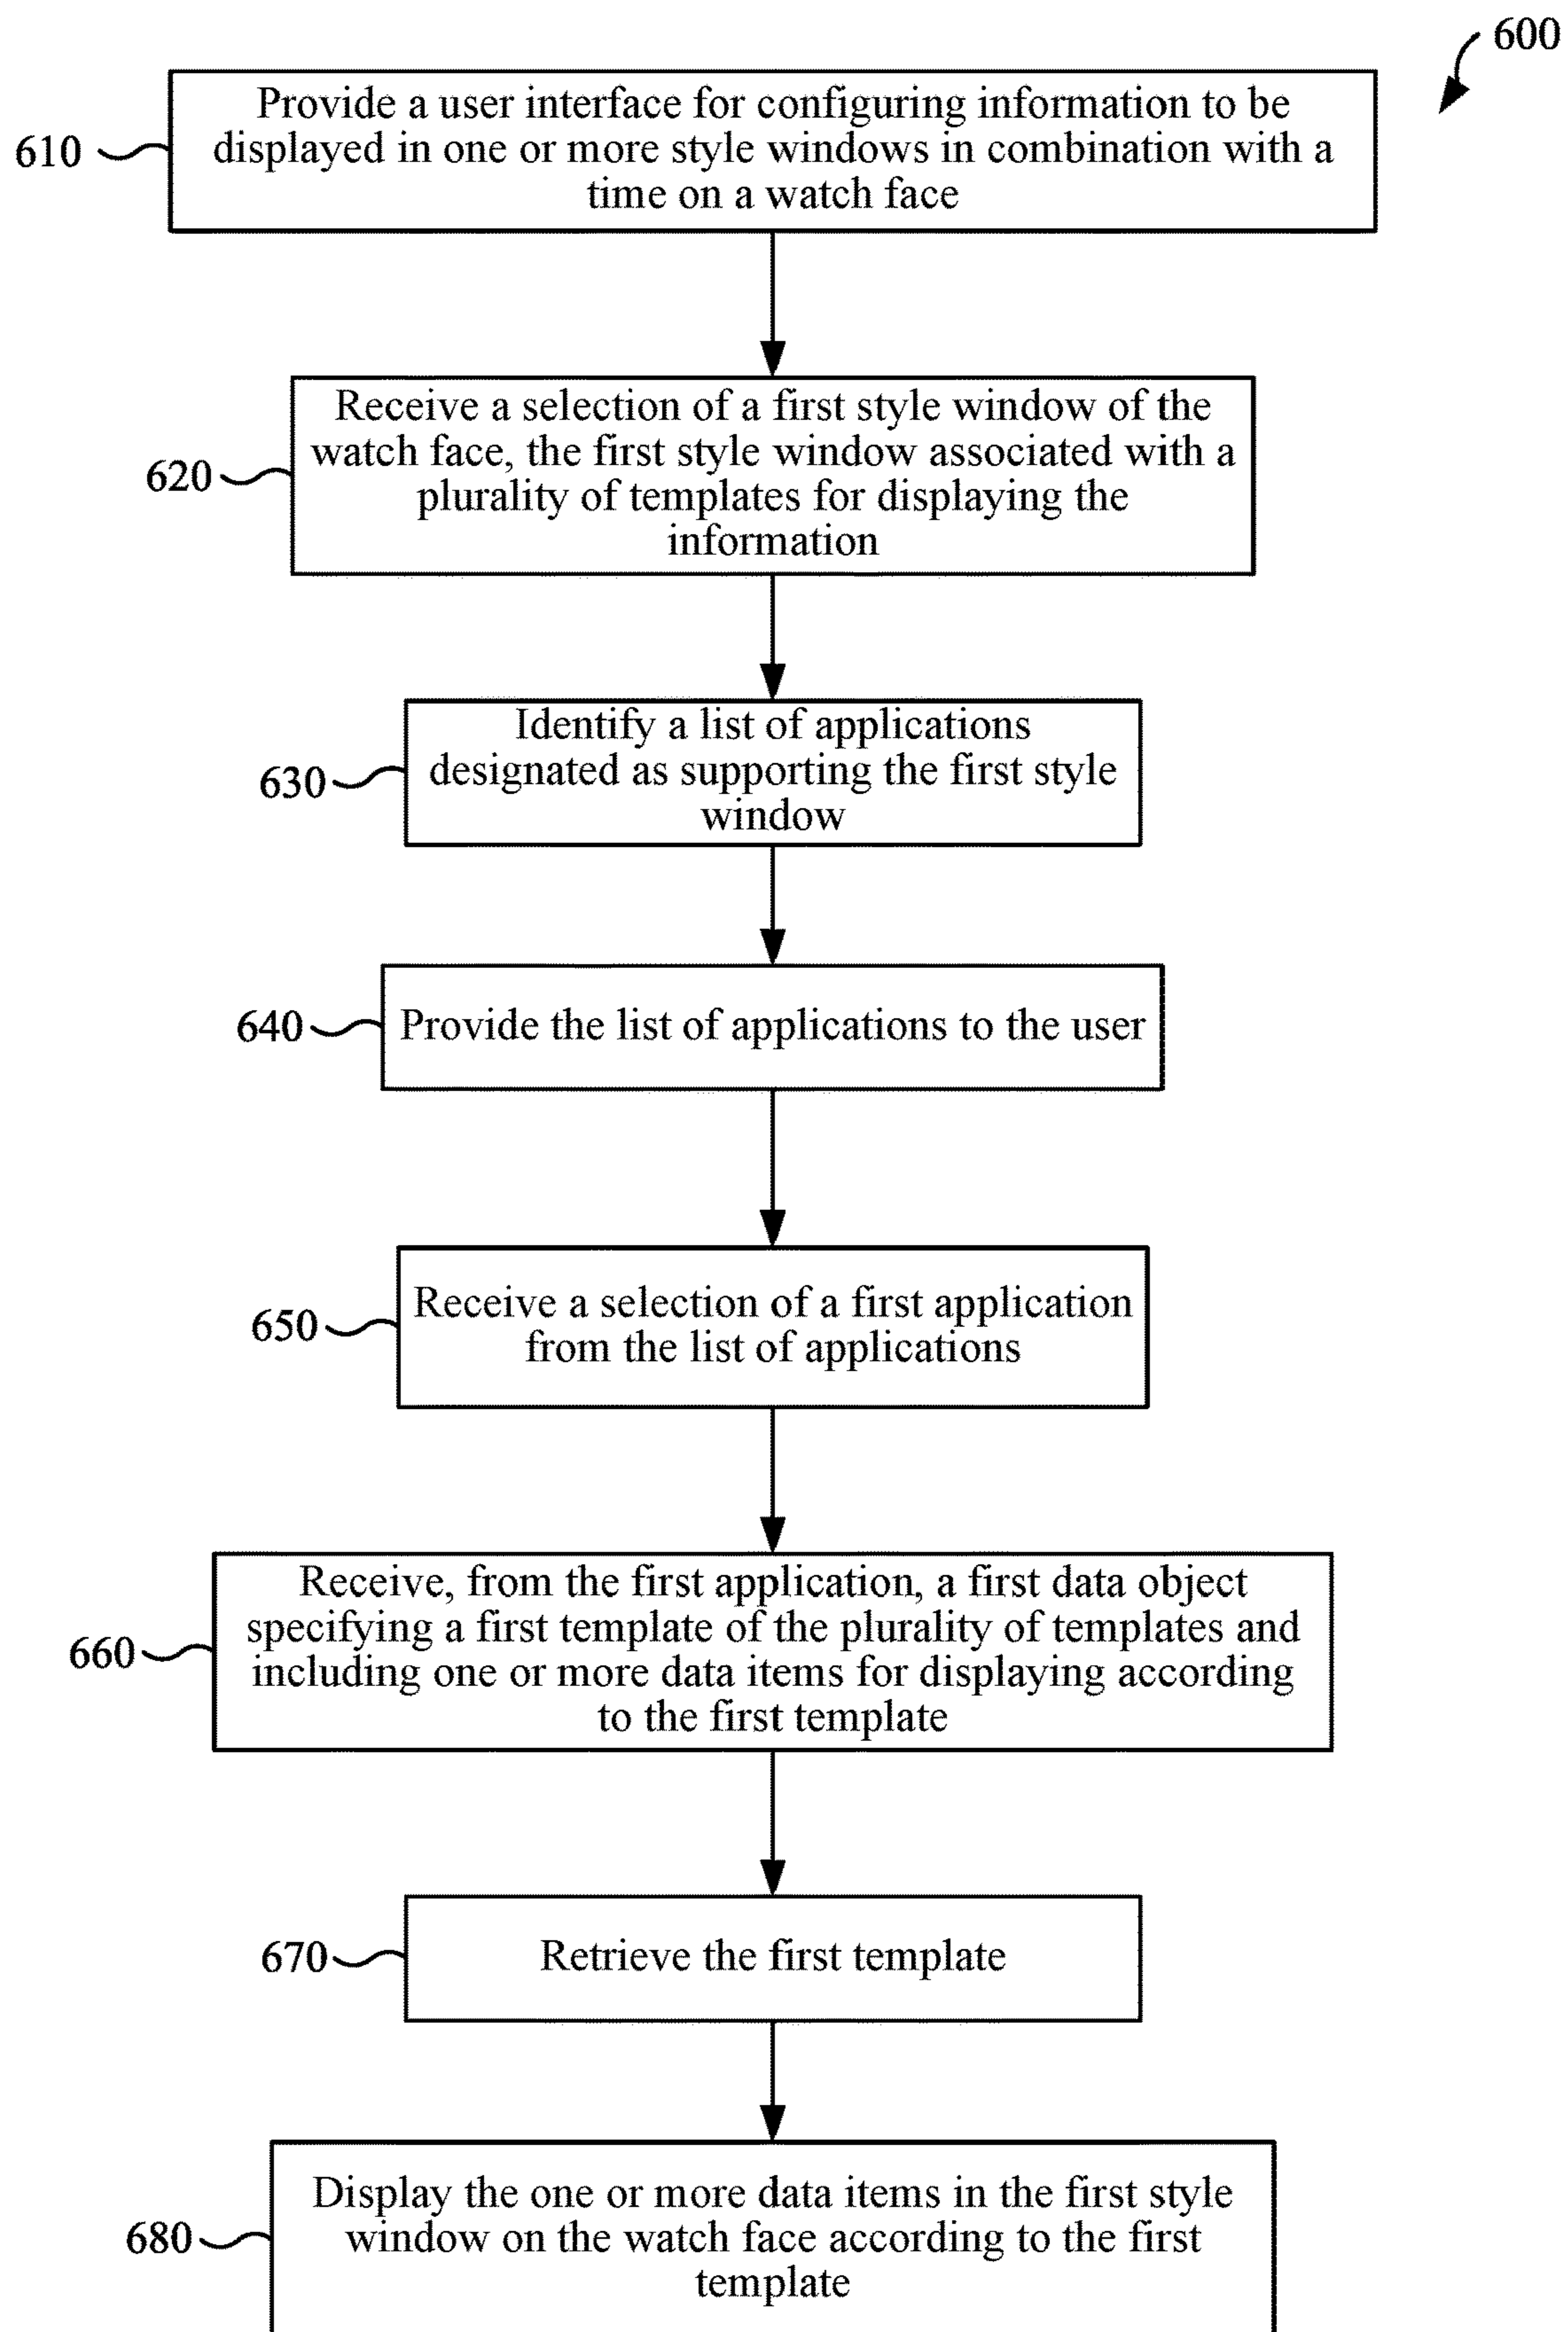 600
610
Provide a user interface for configuring information to be
displayed in one or more style windows in combination with a
time on a watch face
620
Receive a selection of a first style window of the
watch face, the first style window associated with a
plurality of templates for displaying the
information
630
Identify a list of applications
designated as supporting the first style
window
640
Provide the list of applications to the user
650
Receive a selection of a first application
from the list of applications
660
Receive, from the first application, a first data object
specifying a first template of the plurality of templates and
including one or more data items for displaying according
to the first template
670
Retrieve the first template
680
Display the one or more data items in the first style
window on the watch face according to the first
template